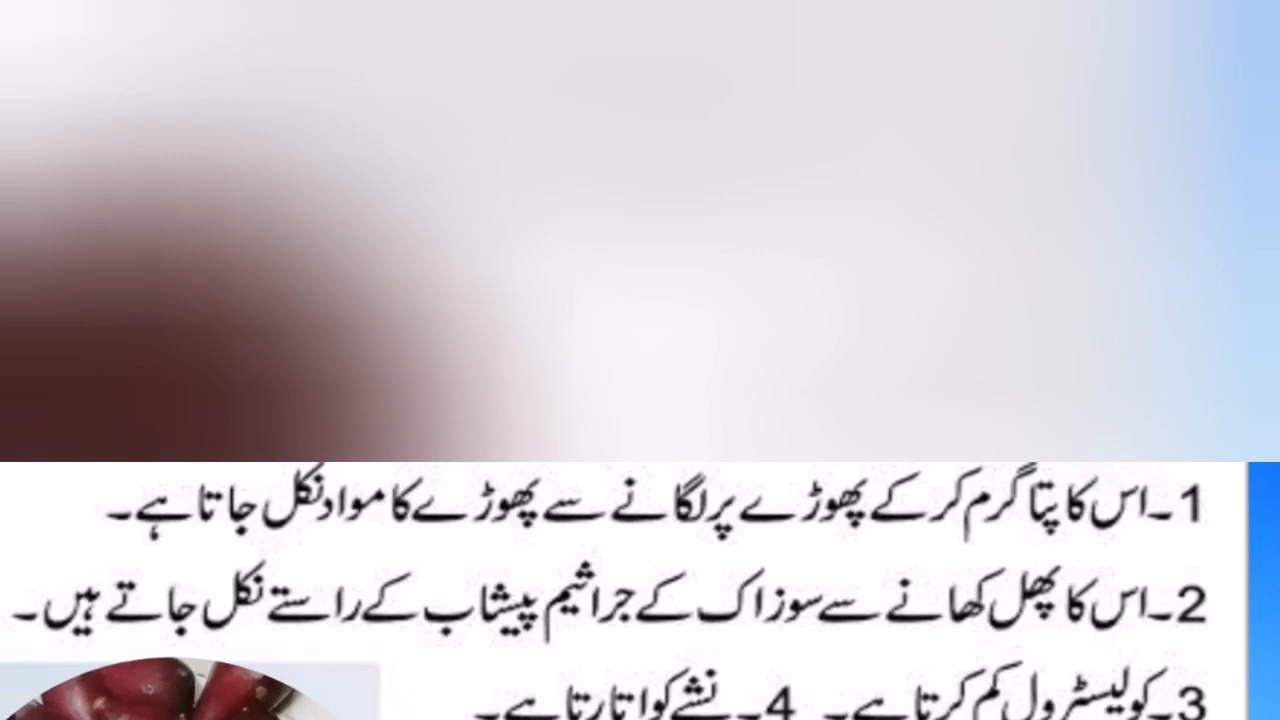 1۔اس کا پتا گرم کر کے پھوڑے پر لگانے سے پھوڑے کا مواد نکل جاتا ہے۔
2۔اس کا پھل کھانے سے سوزاک کے جراثیم پیشاب کے راستے نکل جاتے ہیں۔
3۔کولیسٹرول کم کرتا ہے۔ 4۔نشے کو اتارتا ہے۔